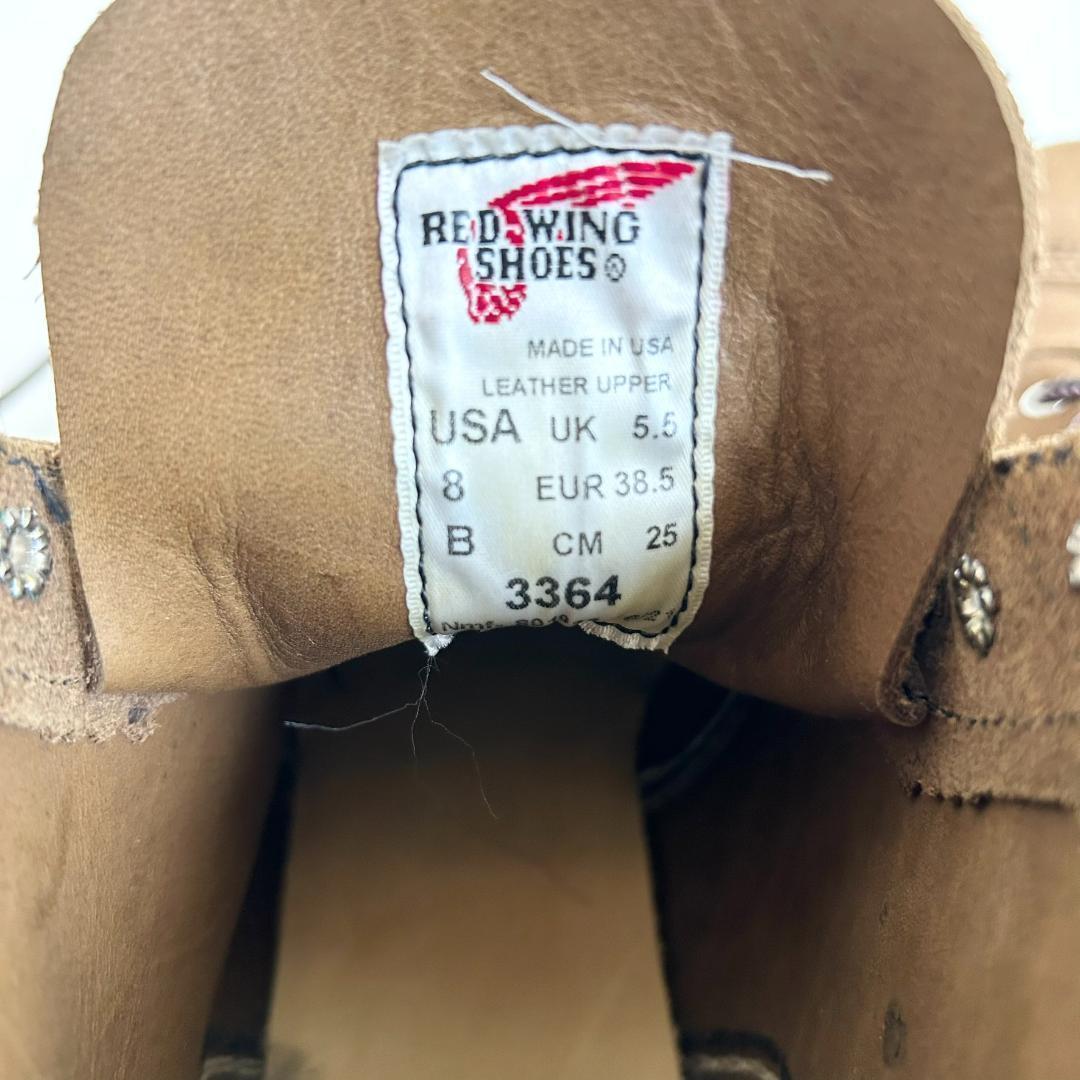 RED WING
SHOES ®
MADE IN USA
LEATHER UPPER
USA UK 5.5
8 EUR 38.5
B CM 25
3364